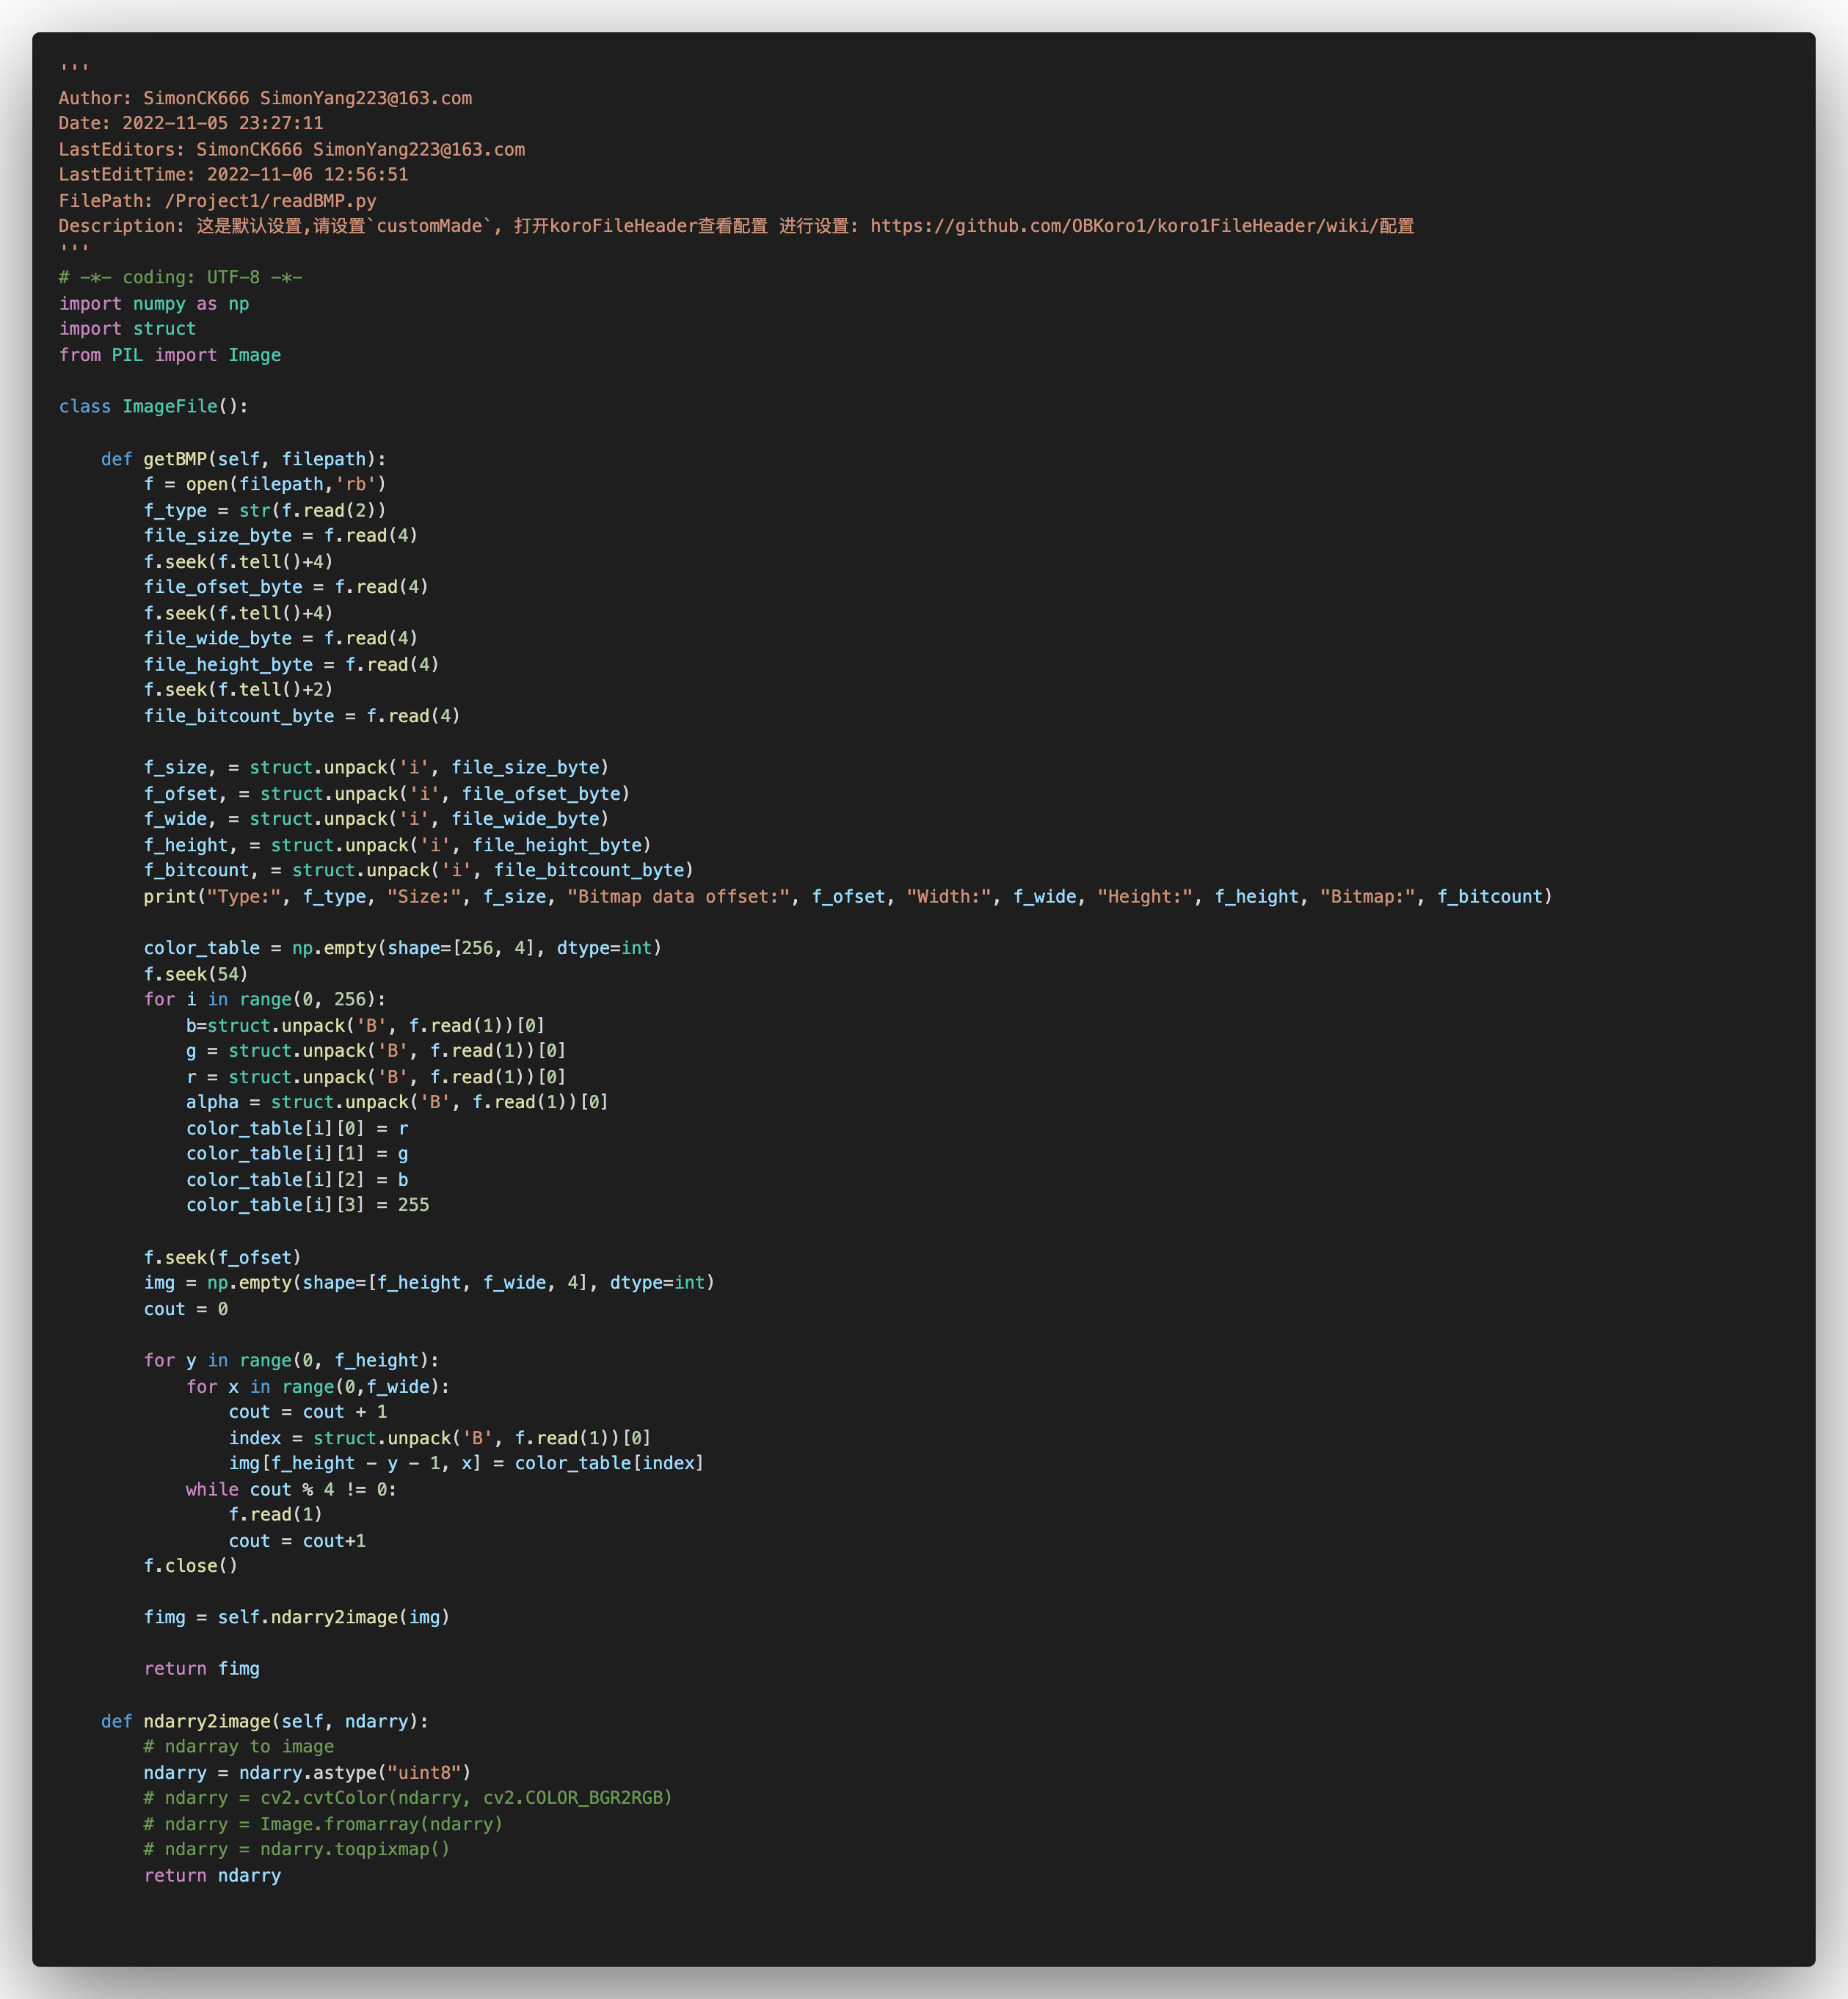 '''
Author: SimonCK666 SimonYang223@163.com
Date: 2022-11-05 23:27:11
LastEditors: SimonCK666 SimonYang223@163.com
LastEditTime: 2022-11-06 12:56:51
FilePath: /Project1/readBMP.py
Description: 这是默认设置,请设置`customMade`, 打开koroFileHeader查看配置 进行设置: https://github.com/OBKoro1/koro1FileHeader/wiki/配置
'''
# -*- coding: UTF-8 -*-
import numpy as np
import struct
from PIL import Image

class ImageFile():

    def getBMP(self, filepath):
        f = open(filepath,'rb')
        f_type = str(f.read(2))
        file_size_byte = f.read(4)
        f.seek(f.tell()+4)
        file_ofset_byte = f.read(4)
        f.seek(f.tell()+4)
        file_wide_byte = f.read(4)
        file_height_byte = f.read(4)
        f.seek(f.tell()+2)
        file_bitcount_byte = f.read(4)

        f_size, = struct.unpack('i', file_size_byte)
        f_ofset, = struct.unpack('i', file_ofset_byte)
        f_wide, = struct.unpack('i', file_wide_byte)
        f_height, = struct.unpack('i', file_height_byte)
        f_bitcount, = struct.unpack('i', file_bitcount_byte)
        print("Type:", f_type, "Size:", f_size, "Bitmap data offset:", f_ofset, "Width:", f_wide, "Height:", f_height, "Bitmap:", f_bitcount)

        color_table = np.empty(shape=[256, 4], dtype=int)
        f.seek(54)
        for i in range(0, 256):
            b=struct.unpack('B', f.read(1))[0]
            g = struct.unpack('B', f.read(1))[0]
            r = struct.unpack('B', f.read(1))[0]
            alpha = struct.unpack('B', f.read(1))[0]
            color_table[i][0] = r
            color_table[i][1] = g
            color_table[i][2] = b
            color_table[i][3] = 255

        f.seek(f_ofset)
        img = np.empty(shape=[f_height, f_wide, 4], dtype=int)
        cout = 0

        for y in range(0, f_height):
            for x in range(0,f_wide):
                cout = cout + 1
                index = struct.unpack('B', f.read(1))[0]
                img[f_height - y - 1, x] = color_table[index]
            while cout % 4 != 0:
                f.read(1)
                cout = cout+1
        f.close()

        fimg = self.ndarry2image(img)

        return fimg

    def ndarry2image(self, ndarry):
        # ndarray to image
        ndarry = ndarry.astype("uint8")
        # ndarry = cv2.cvtColor(ndarry, cv2.COLOR_BGR2RGB)
        # ndarry = Image.fromarray(ndarry)
        # ndarry = ndarry.toqpixmap()
        return ndarry